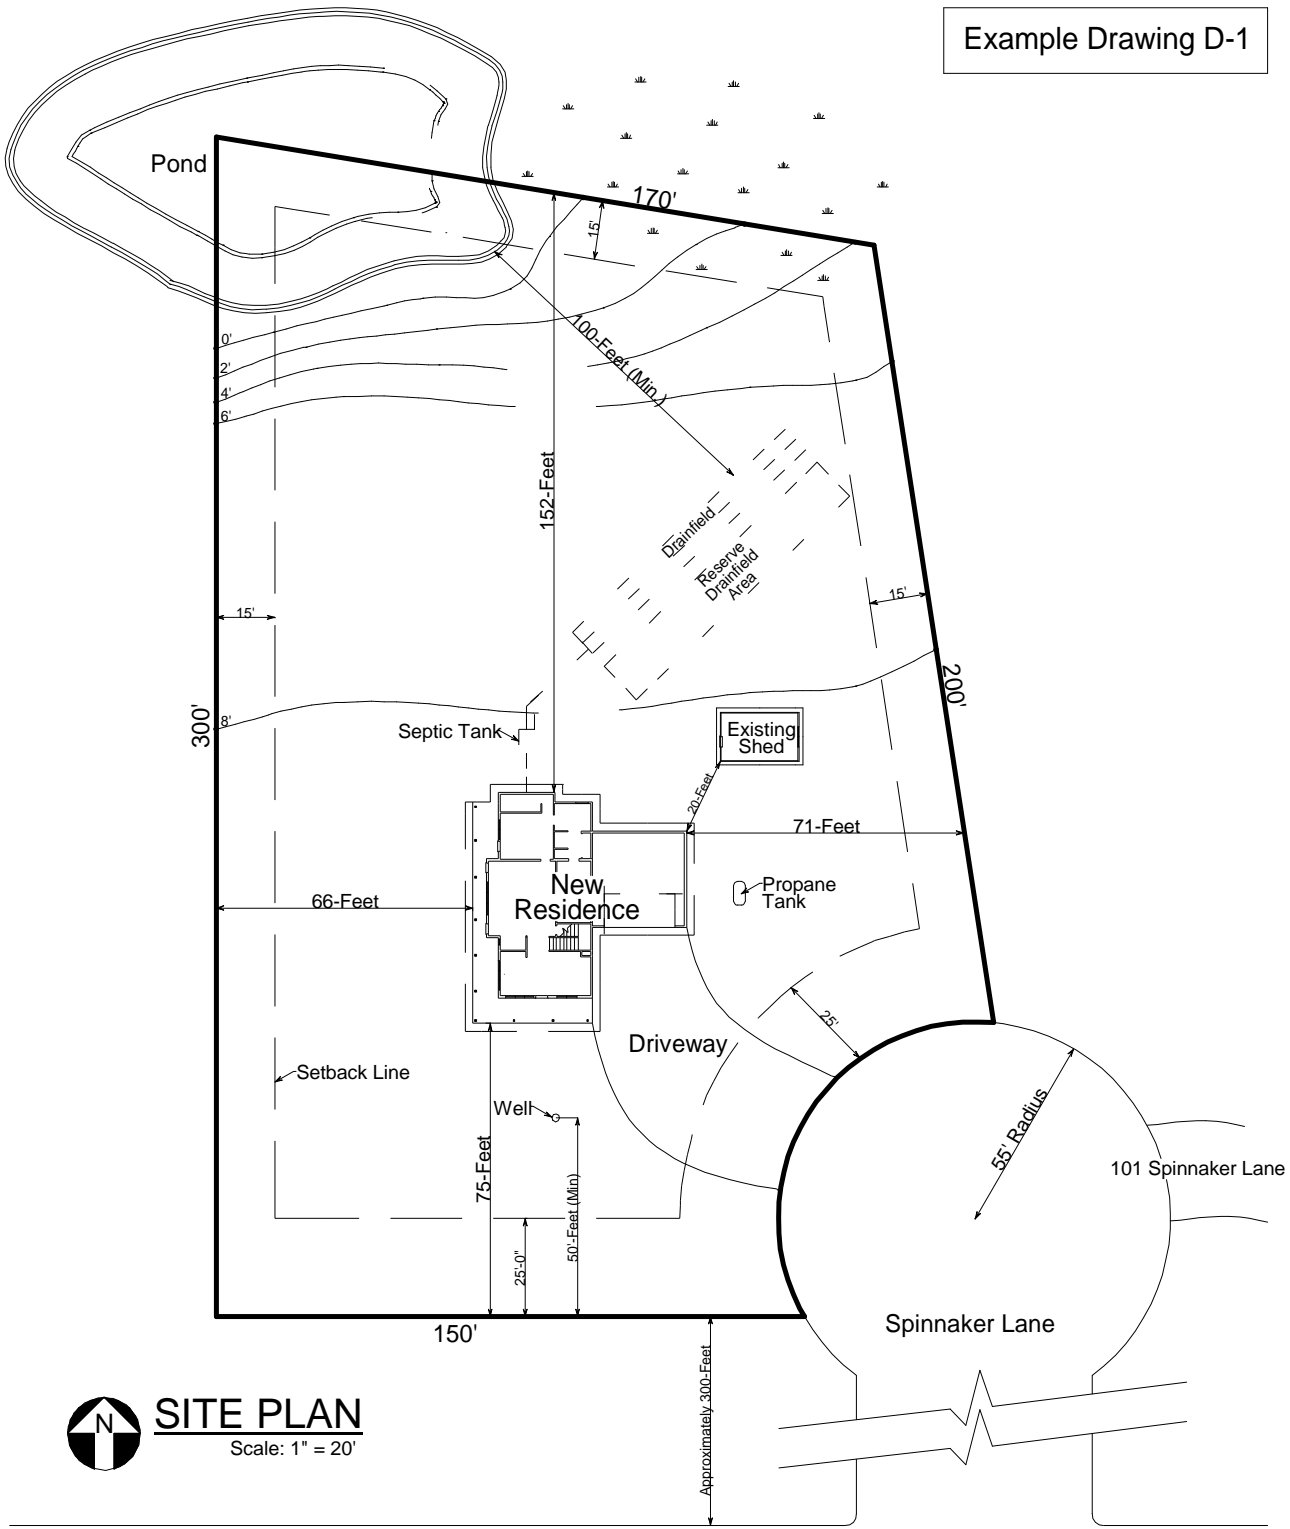 Example Drawing D-1
Pond
170'
15'
0'
2'
4'
6'
100-Feet (Min.)
152-Feet
Drainfield
Reserve
Drainfield
Area
15'
15'
200'
300'
8'
Septic Tank
Existing
Shed
20-Feet
71-Feet
66-Feet
New
Residence
Propane
Tank
25'
Driveway
Setback Line
Well
75-Feet
50'-Feet (Min)
25'-0"
55' Radius
101 Spinnaker Lane
Spinnaker Lane
150'
Approximately 300-Feet
N
SITE PLAN
Scale: 1" = 20'